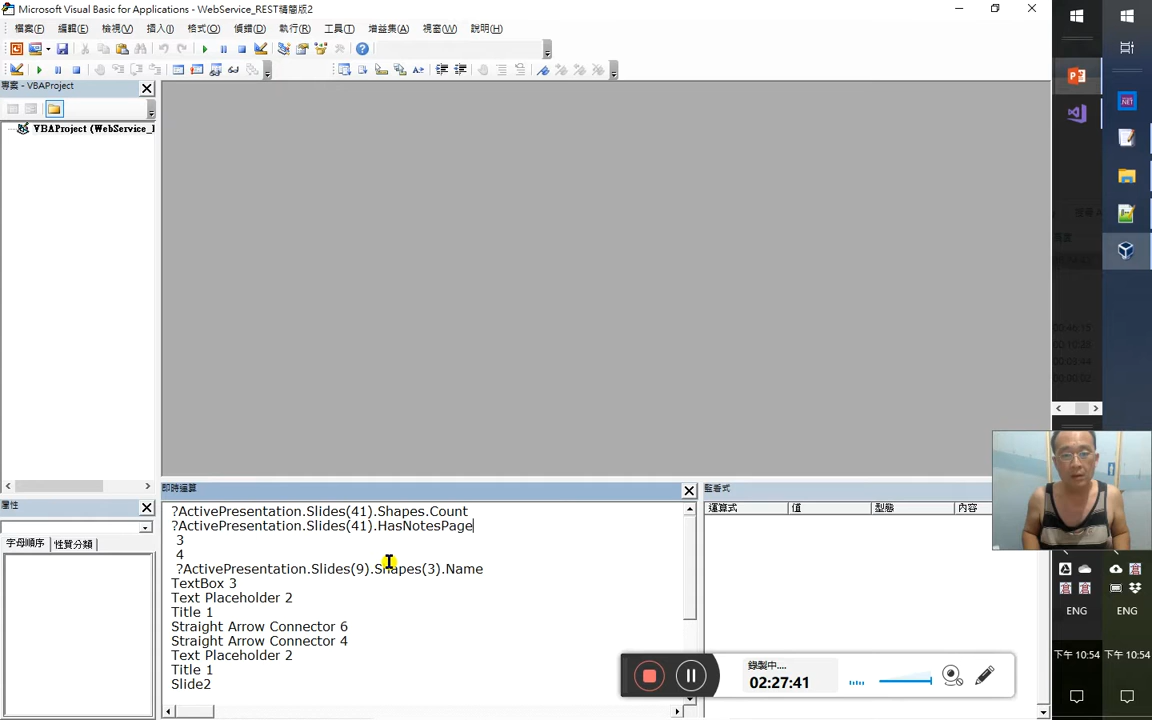 Microsoft Visual Basic for Applications - WebService_REST精簡版2
檔案(F) 編輯(E) 檢視(V) 插入(I) 格式(O) 偵錯(D) 執行(R) 工具(T) 增益集(A) 視窗(W) 說明(H)
專案 - VBAProject
VBAProject (WebService_
屬性
字母順序 性質分類
即時運算
?ActivePresentation.Slides(41).Shapes.Count
?ActivePresentation.Slides(41).HasNotesPage
3
4
?ActivePresentation.Slides(9).Shapes(3).Name
TextBox 3
Text Placeholder 2
Title 1
Straight Arrow Connector 6
Straight Arrow Connector 4
Text Placeholder 2
Title 1
Slide2
監看式
運算式 值 型態 內容
錄製中....
02:27:41
.NET
ENG ENG
下午 10:54 下午 10:54